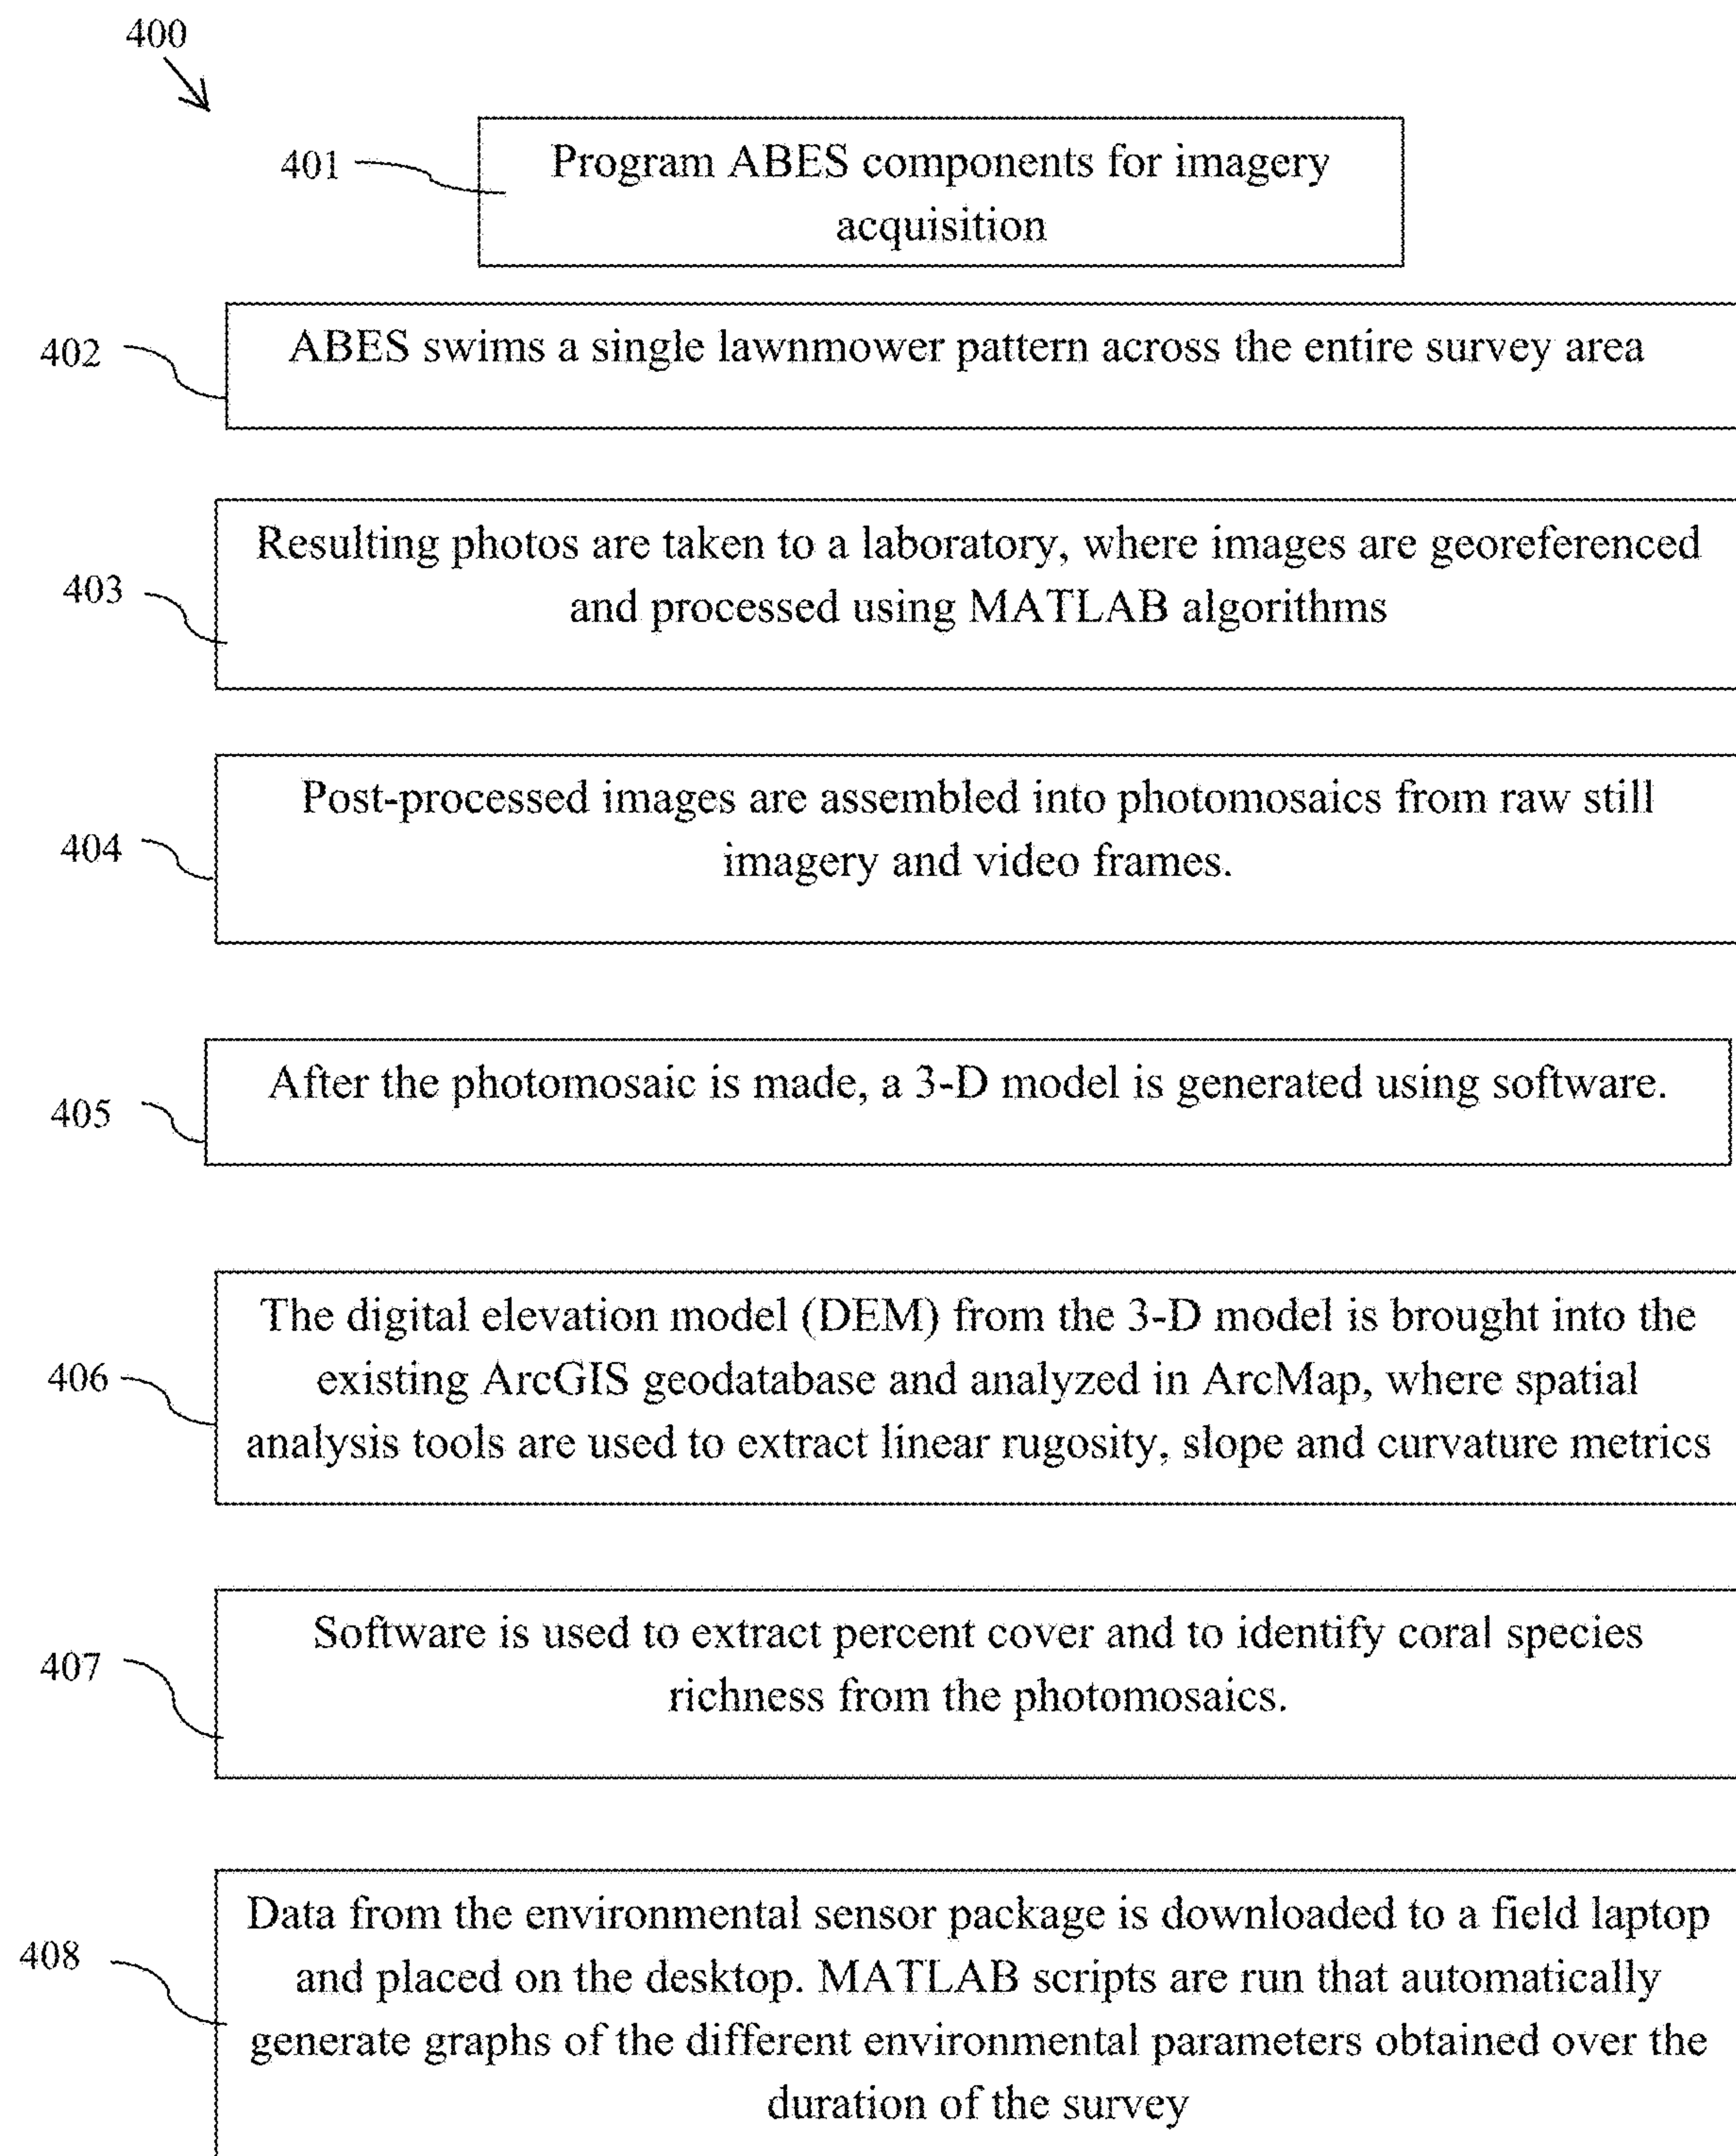 400
401
Program ABES components for imagery
acquisition
402
ABES swims a single lawnmower pattern across the entire survey area
403
Resulting photos are taken to a laboratory, where images are georeferenced
and processed using MATLAB algorithms
404
Post-processed images are assembled into photomosaics from raw still
imagery and video frames.
405
After the photomosaic is made, a 3-D model is generated using software.
406
The digital elevation model (DEM) from the 3-D model is brought into the
existing ArcGIS geodatabase and analyzed in ArcMap, where spatial
analysis tools are used to extract linear rugosity, slope and curvature metrics
407
Software is used to extract percent cover and to identify coral species
richness from the photomosaics.
408
Data from the environmental sensor package is downloaded to a field laptop
and placed on the desktop. MATLAB scripts are run that automatically
generate graphs of the different environmental parameters obtained over the
duration of the survey